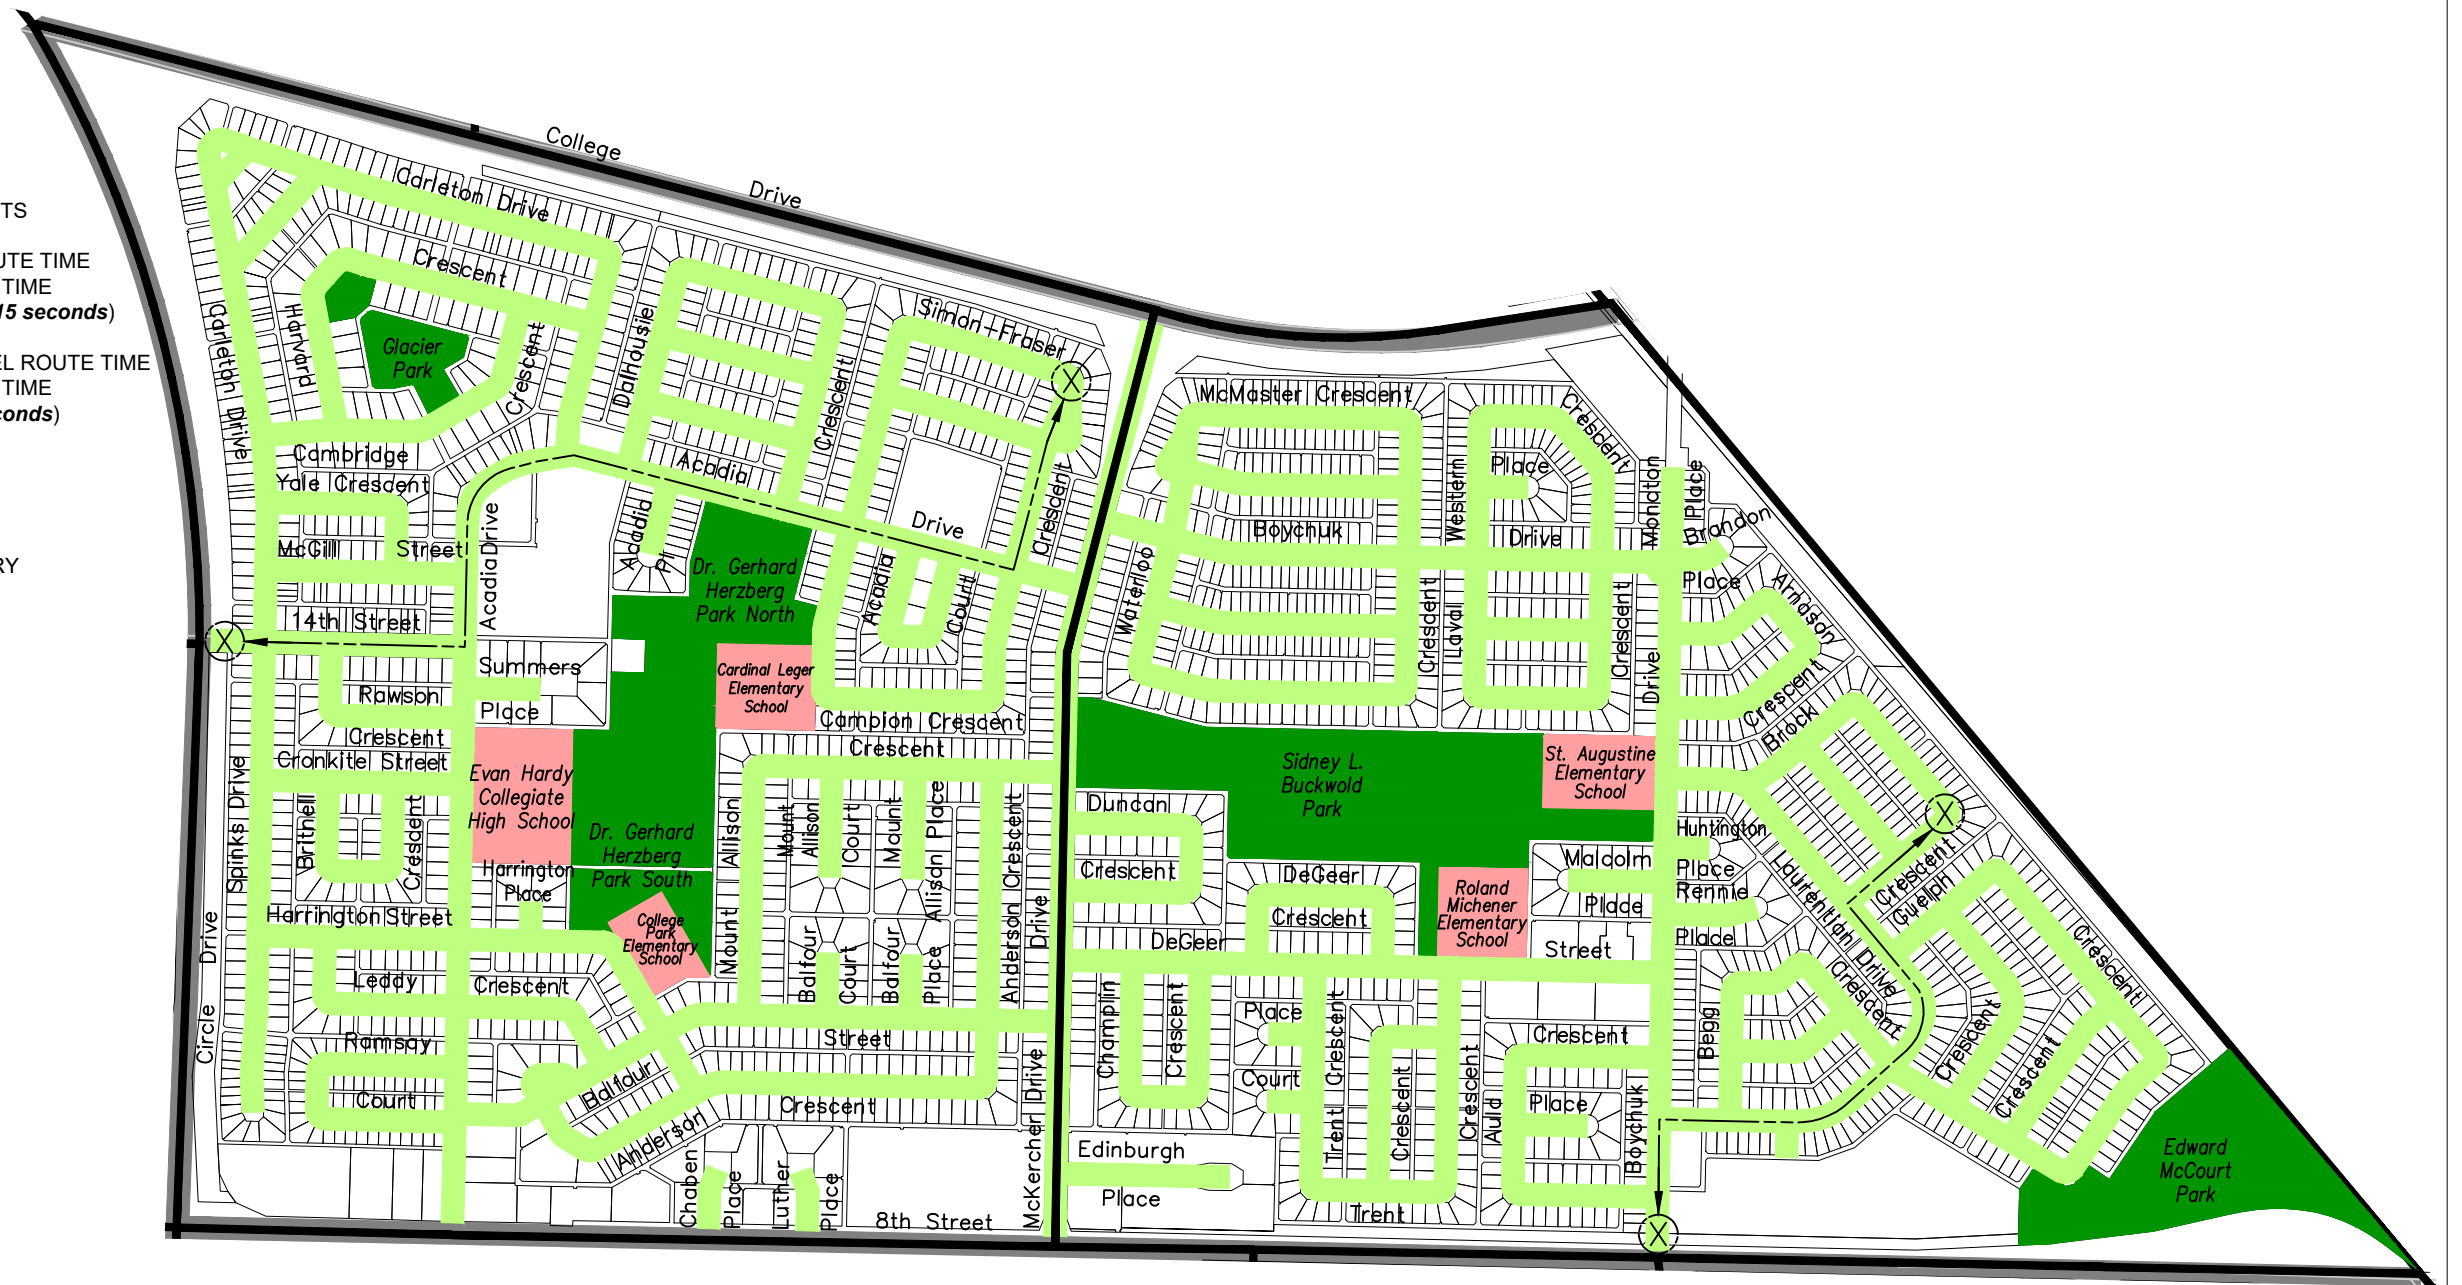 TS
UTE TIME
TIME
15 seconds)
EL ROUTE TIME
TIME
conds)
RY
College
Drive
Carleton Drive
Crescent
Carleton Drive
Harvard
Glacier
Park
Crescent
Dalhousie
Crescent
Simon-Fraser
Crescent
Cambridge
Yale Crescent
McGill Street
14th Street
Acadia Drive
Acadia
Drive
Acadia
Pl
Dr. Gerhard
Herzberg
Park North
Acadia
Court
Summers
Place
Rawson
Crescent
Cronkite Street
Cardinal Leger
Elementary
School
Campion Crescent
Crescent
Evan Hardy
Collegiate
High School
Dr. Gerhard
Herzberg
Park South
Harrington
Place
College
Park
Elementary
School
Spinks Drive
Britnell
Crescent
Harrington Street
Leddy
Crescent
Ramsay
Court
Circle Drive
Mount Allison
Mount
Allison
Court
Mount
Allison Place
Anderson Crescent
Balfour
Court
Balfour
Place
Street
Balfour
Crescent
Anderson
Chaben
Place
Luther
Place
8th Street
McKercher Drive
Drive
McMaster Crescent
Waterloo
Boychuk
Drive
Crescent
Western
Crescent
Place
Laval
Crescent
Moncton
Place
Brandon
Place
Arnason
Crescent
Drive
Brock
Sidney L.
Buckwold
Park
St. Augustine
Elementary
School
Duncan
Crescent
DeGeer
Crescent
DeGeer
Street
Roland
Michener
Elementary
School
Malcolm
Place
Huntington
Place
Rennie
Place
Laurentian Drive
Crescent
Guelph
Crescent
Crescent
Crescent
Crescent
Begg
Champlin
Crescent
Place
Court
Trent Crescent
Crescent
Crescent
Trent
Auld
Crescent
Place
Boychuk
Edinburgh
Place
Edward
McCourt
Park